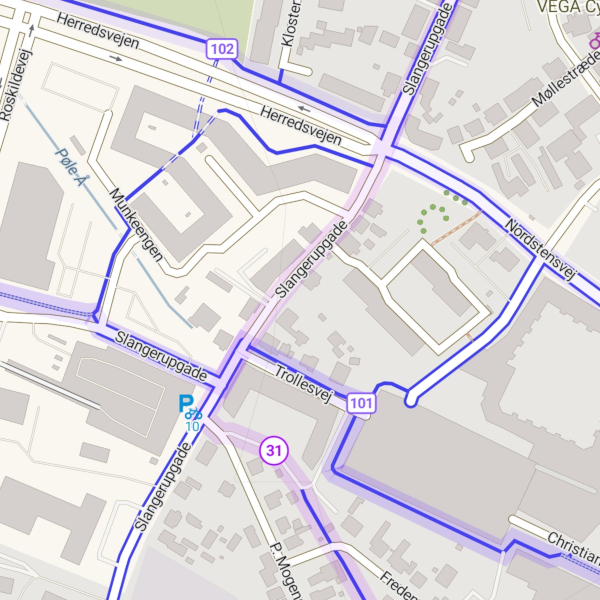 VEGA Cy
Herredsvejen
102
Kloster
Slangerupgade
Møllestræde
Roskildevej
Herredsvejen
Pøle Å
Munkeengen
Nordstensvej
Slangerupgade
Slangerupgade
Trollesvej
101
P
10
31
Slangerupgade
Christian
P. Mogen
Freder